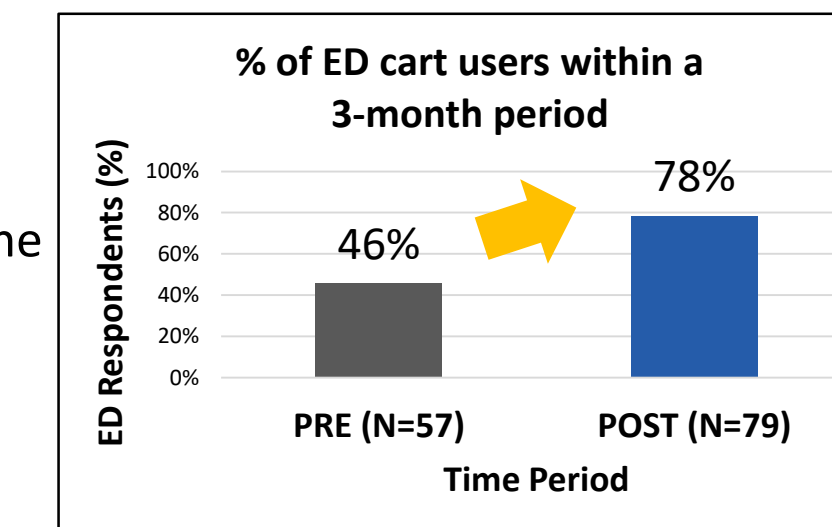 % of ED cart users within a
3-month period
ED Respondents (%)
100%
80%
60%
40%
20%
0%
46%
78%
PRE (N=57)
POST (N=79)
Time Period